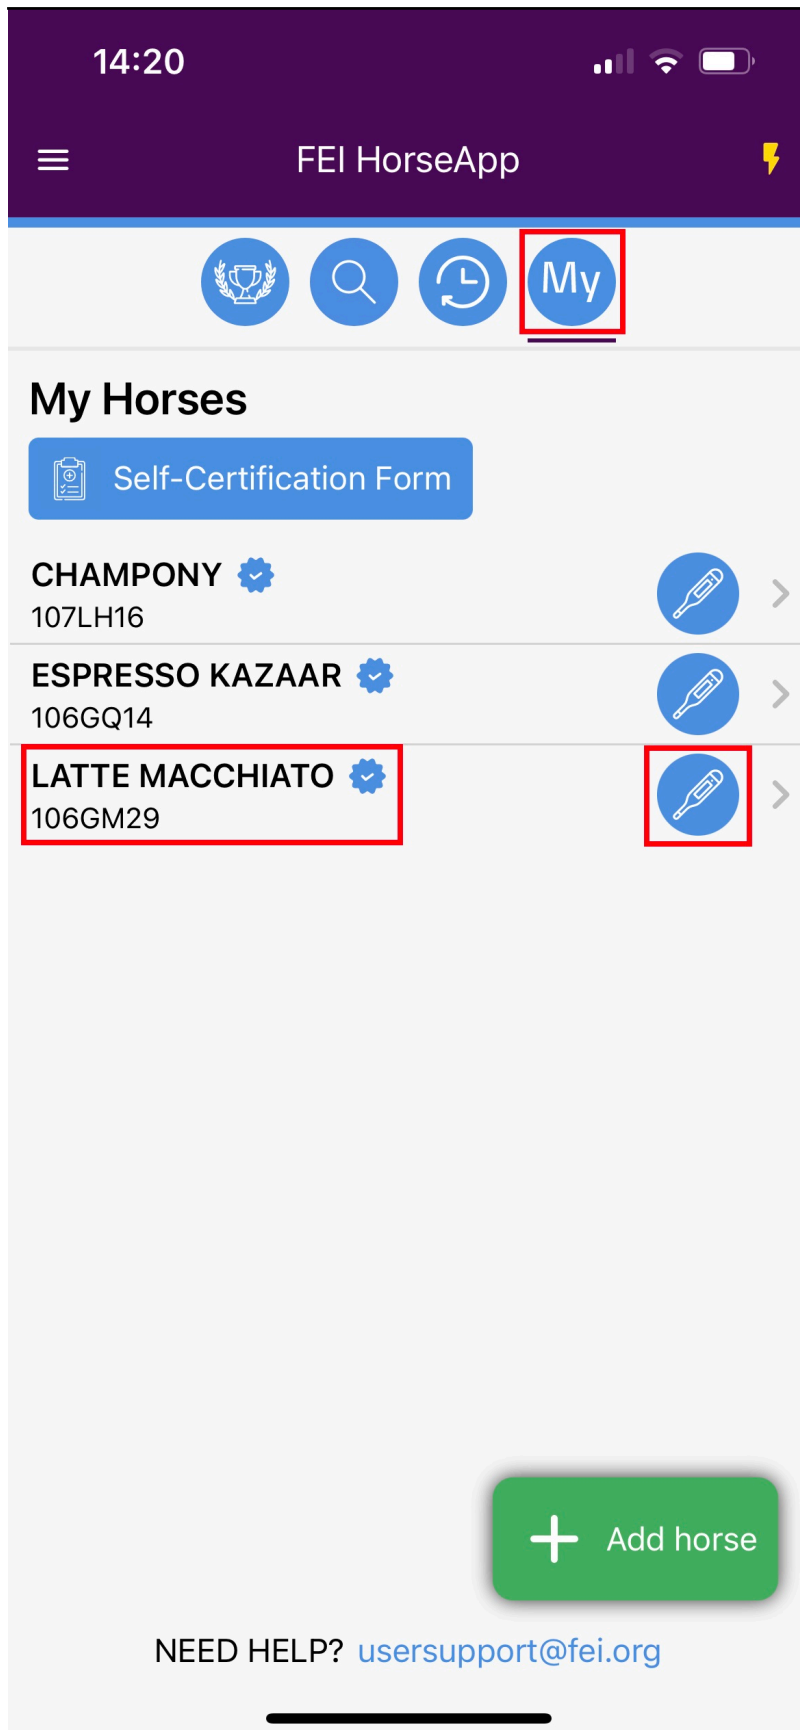 14:20
FEI HorseApp
My
My Horses
Self-Certification Form
CHAMPONY
107LH16
ESPRESSO KAZAAR
106GQ14
LATTE MACCHIATO
106GM29
Add horse
NEED HELP? usersupport@fei.org